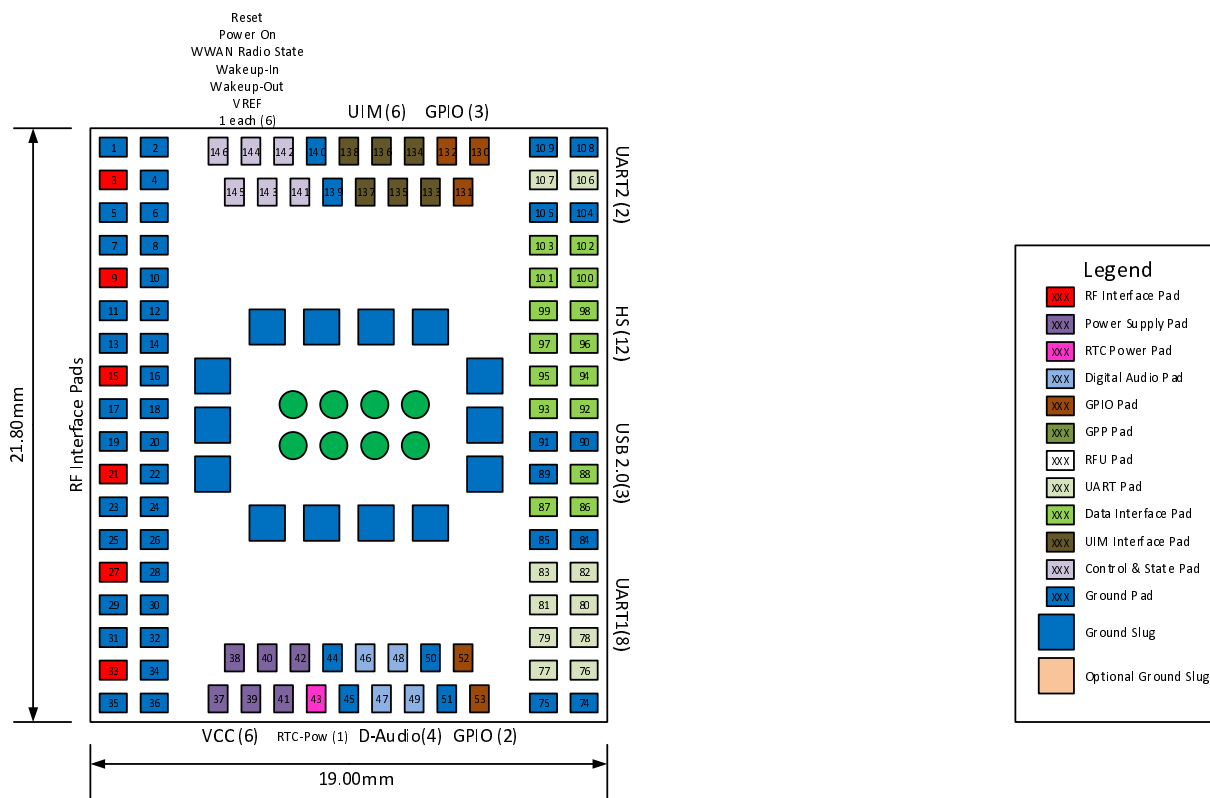 Reset
Power On
WWAN Radio State
Wakeup-In
Wakeup-Out
VREF
1 each (6)
UIM (6) GPIO (3)
1 2 146 144 142 140 138 136 134 132 130 109 108
3 4 107 106
145 143 141 139 137 135 133 131
5 6 105 104
UART2 (2)
7 8 103 102
9 10 101 100
11 12 99 98
13 14 97 96
HS (12)
15 16 95 94
17 18 93 92
19 20 91 90
21 22 89 88
USB 2.0(3)
23 24 87 86
25 26 85 84
27 28 83 82
29 30 81 80
31 32 79 78
UART1(8)
38 40 42 44 46 48 50 52
33 34 77 76
37 39 41 43 45 47 49 51 53
35 36 75 74
RF Interface Pads
21.80mm
VCC (6) RTC-Pow (1) D-Audio(4) GPIO (2)
19.00mm
Legend
XXX RF Interface Pad
XXX Power Supply Pad
XXX RTC Power Pad
XXX Digital Audio Pad
XXX GPIO Pad
XXX GPP Pad
XXX RFU Pad
XXX UART Pad
XXX Data Interface Pad
XXX UIM Interface Pad
XXX Control & State Pad
XXX Ground Pad
Ground Slug
Optional Ground Slug